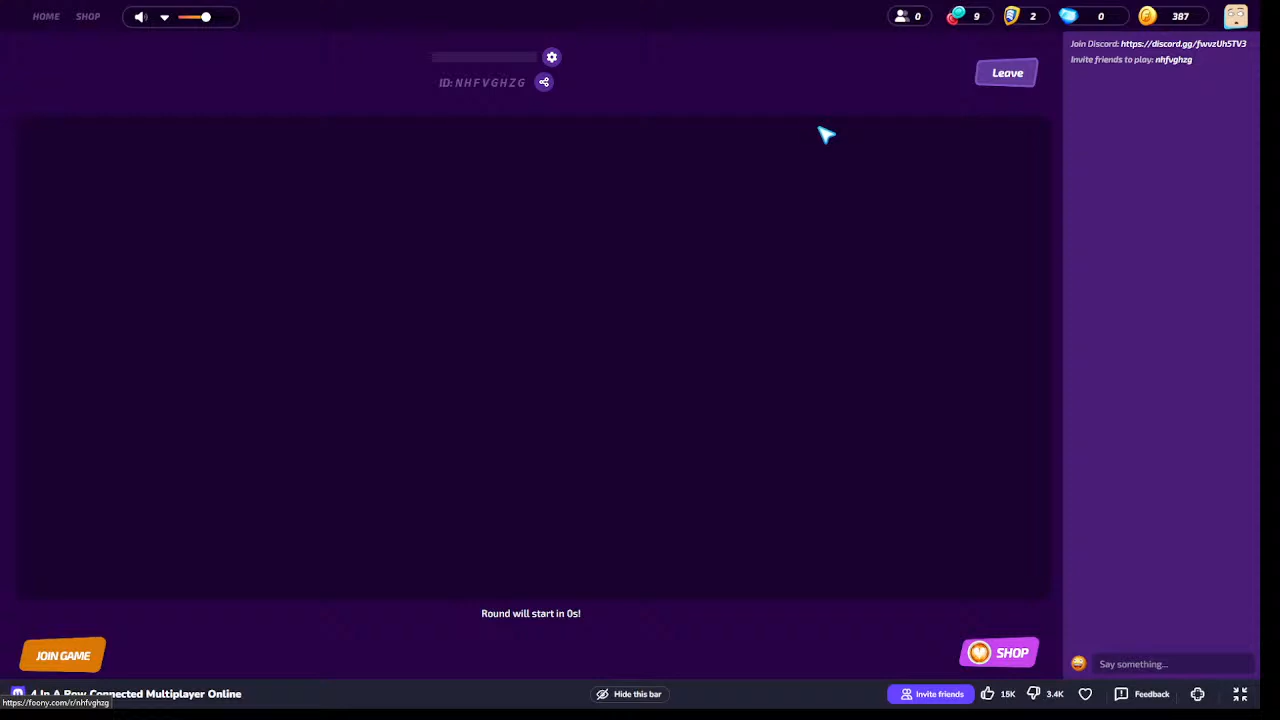 HOME SHOP 0 9 2 0 387
Join Discord: https://discord.gg/fwvzUh5TV3
Invite friends to play: nhfvghzg
ID: NHFVGHZG
Leave
Round will start in 0s!
JOIN GAME
SHOP
Say something...
4 In A Row Connected Multiplayer Online
Hide this bar
Invite friends 15K 3.4K Feedback
https://foony.com/r/nhfvghzg